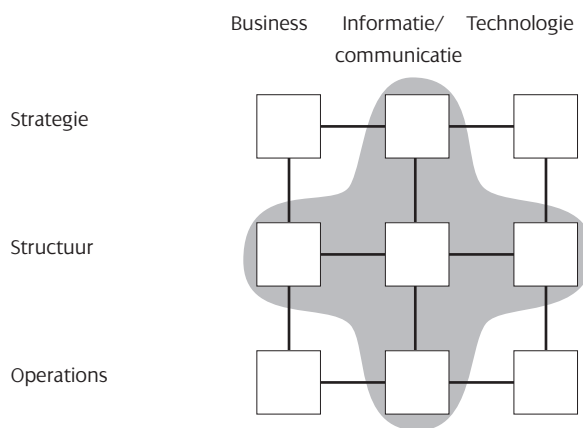 Business Informatie/ Technologie
communicatie
Strategie
Structuur
Operations